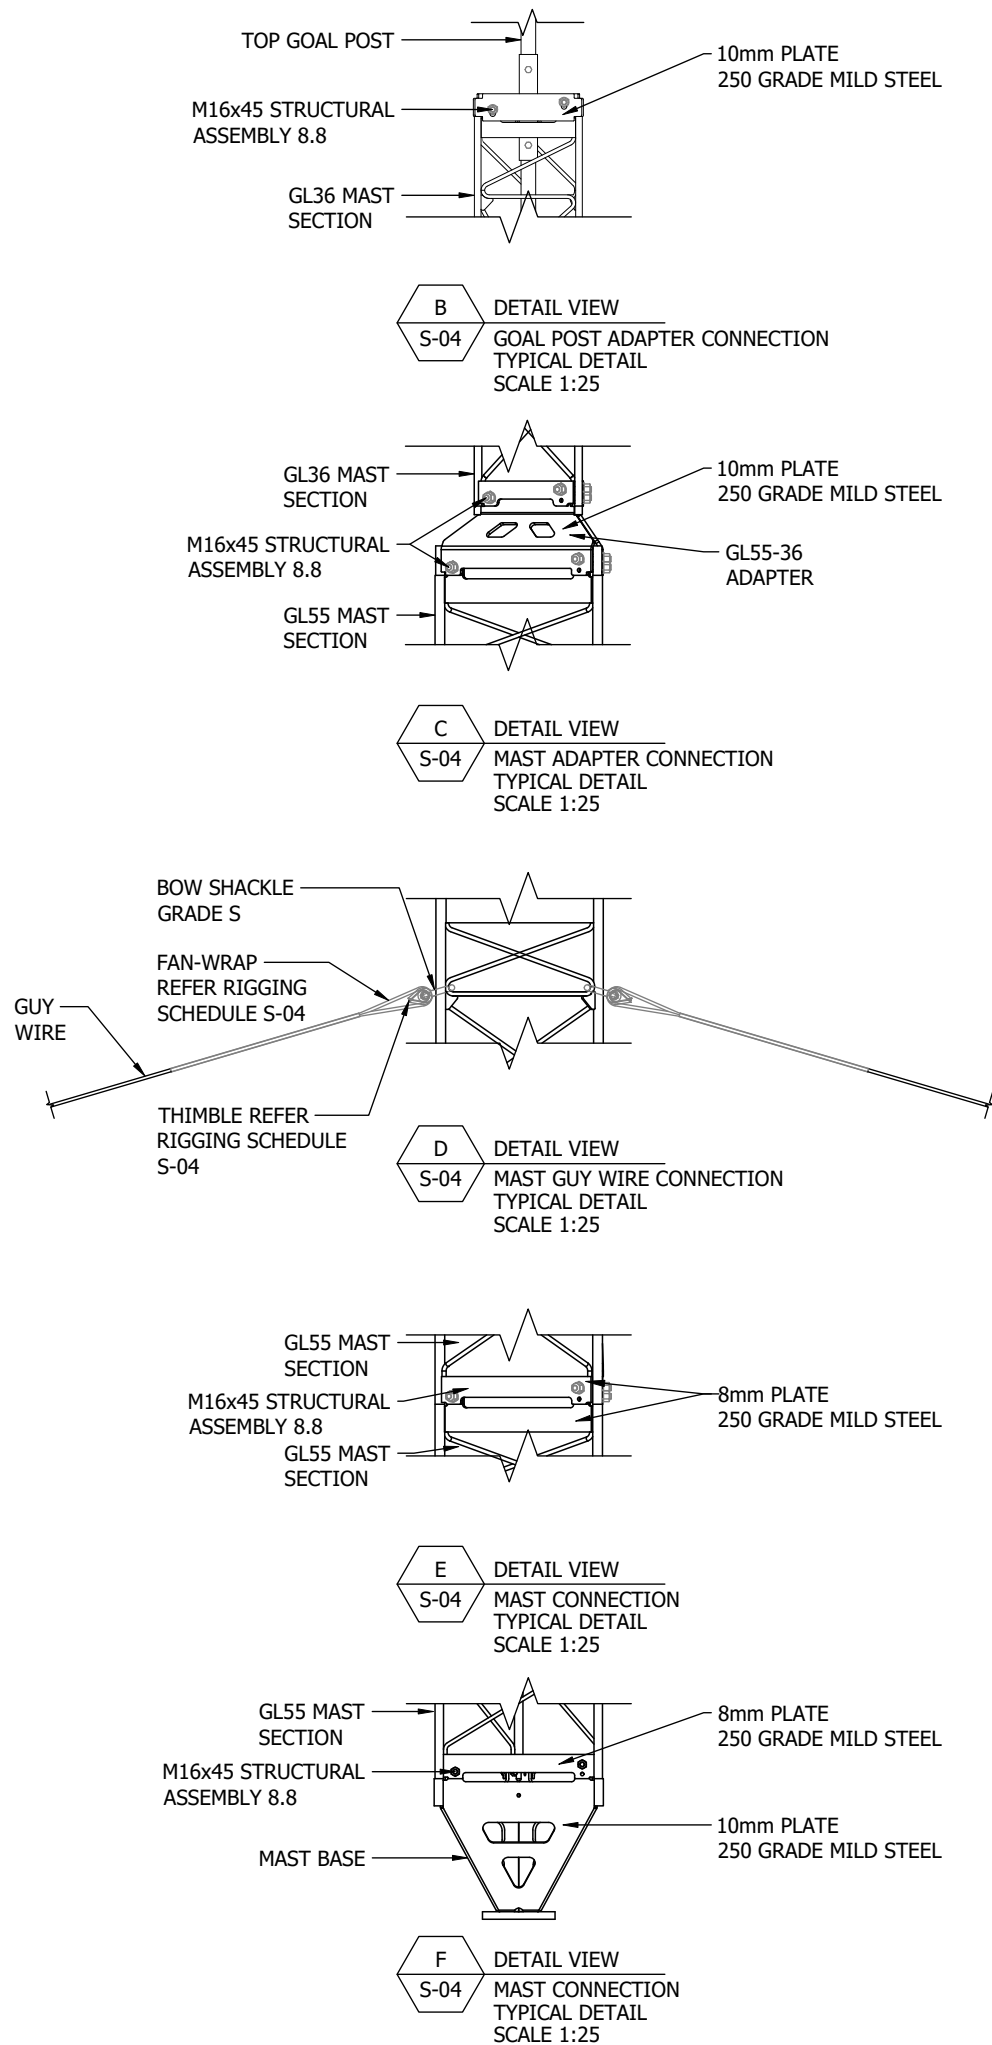 TOP GOAL POST
10mm PLATE
250 GRADE MILD STEEL
M16x45 STRUCTURAL
ASSEMBLY 8.8
GL36 MAST
SECTION
B
S-04
DETAIL VIEW
GOAL POST ADAPTER CONNECTION
TYPICAL DETAIL
SCALE 1:25
GL36 MAST
SECTION
10mm PLATE
250 GRADE MILD STEEL
M16x45 STRUCTURAL
ASSEMBLY 8.8
GL55-36
ADAPTER
GL55 MAST
SECTION
C
S-04
DETAIL VIEW
MAST ADAPTER CONNECTION
TYPICAL DETAIL
SCALE 1:25
BOW SHACKLE
GRADE S
FAN-WRAP
REFER RIGGING
SCHEDULE S-04
GUY
WIRE
THIMBLE REFER
RIGGING SCHEDULE
S-04
D
S-04
DETAIL VIEW
MAST GUY WIRE CONNECTION
TYPICAL DETAIL
SCALE 1:25
GL55 MAST
SECTION
M16x45 STRUCTURAL
ASSEMBLY 8.8
8mm PLATE
250 GRADE MILD STEEL
GL55 MAST
SECTION
E
S-04
DETAIL VIEW
MAST CONNECTION
TYPICAL DETAIL
SCALE 1:25
GL55 MAST
SECTION
8mm PLATE
250 GRADE MILD STEEL
M16x45 STRUCTURAL
ASSEMBLY 8.8
10mm PLATE
250 GRADE MILD STEEL
MAST BASE
F
S-04
DETAIL VIEW
MAST CONNECTION
TYPICAL DETAIL
SCALE 1:25